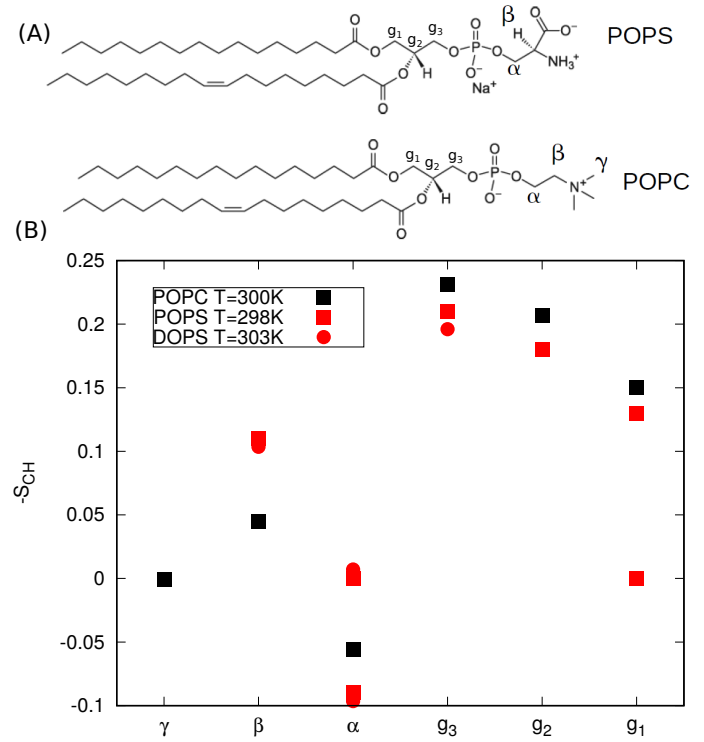 (A)
g₁
g₂
g₃
O
O
O
O
H
O
O
P
O⁻
Na⁺
O
α
β
H
O
O⁻
NH₃⁺
POPS
O
O
g₁
g₂
g₃
O
O
H
O
O
P
O⁻
O
α
β
N⁺
γ
POPC
(B)
POPC T=300K
POPS T=298K
DOPS T=303K
-S_CH
0.25
0.2
0.15
0.1
0.05
0
-0.05
-0.1
γ β α g₃ g₂ g₁